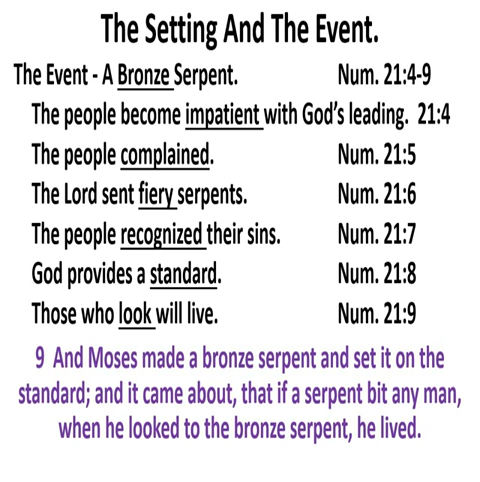 The Setting And The Event.
The Event - A Bronze Serpent. Num. 21:4-9
The people become impatient with God's leading. 21:4
The people complained. Num. 21:5
The Lord sent fiery serpents. Num. 21:6
The people recognized their sins. Num. 21:7
God provides a standard. Num. 21:8
Those who look will live. Num. 21:9
9 And Moses made a bronze serpent and set it on the
standard; and it came about, that if a serpent bit any man,
when he looked to the bronze serpent, he lived.